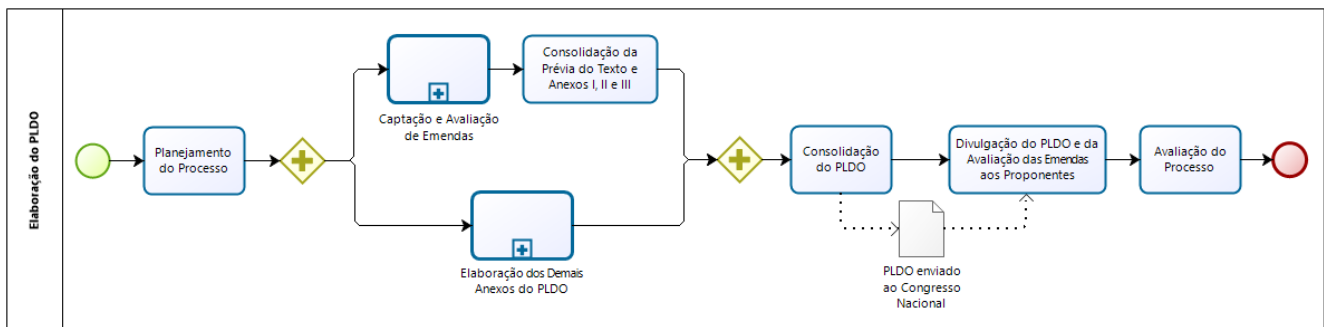 Elaboração do PLDO
Planejamento
do Processo
Captação e Avaliação
de Emendas
Consolidação da
Prévia do Texto e
Anexos I, II e III
Elaboração dos Demais
Anexos do PLDO
Consolidação
do PLDO
PLDO enviado
ao Congresso
Nacional
Divulgação do PLDO e da
Avaliação das Emendas
aos Proponentes
Avaliação do
Processo